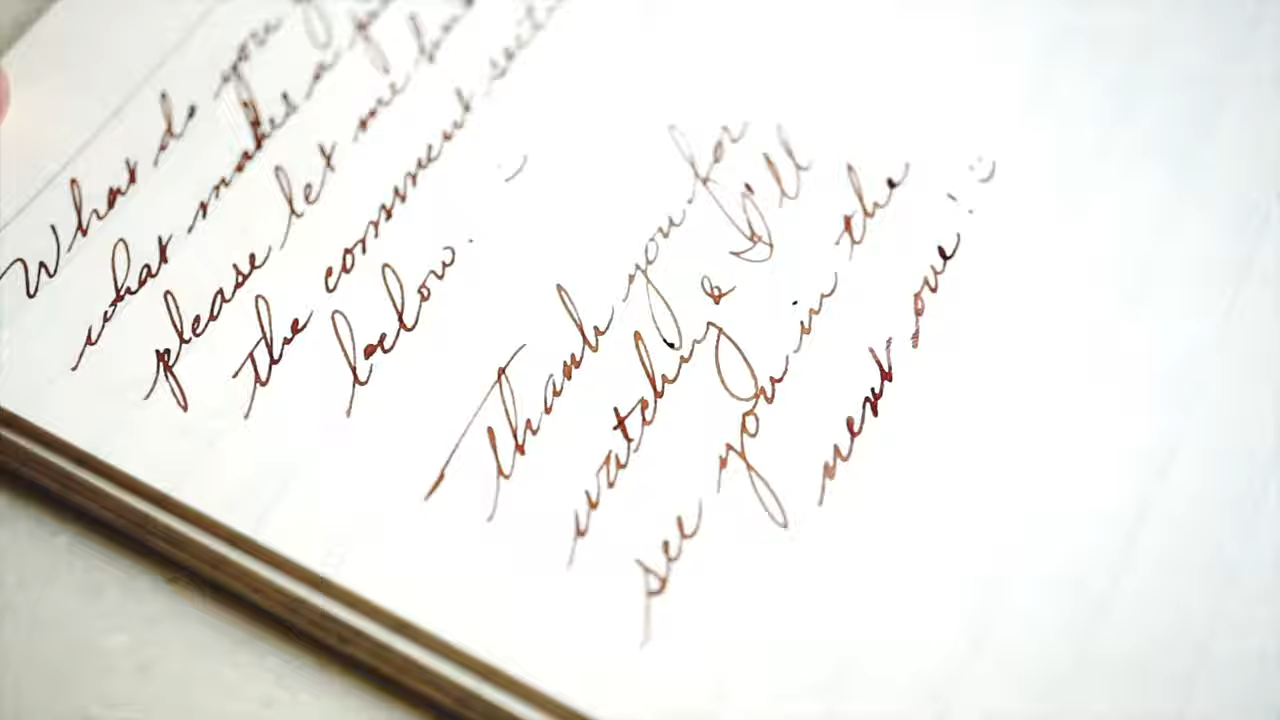 What do you
what makes a
please let me
the comment
below. :)
Thank you for
watching & I'll
see you in the
next one! :)